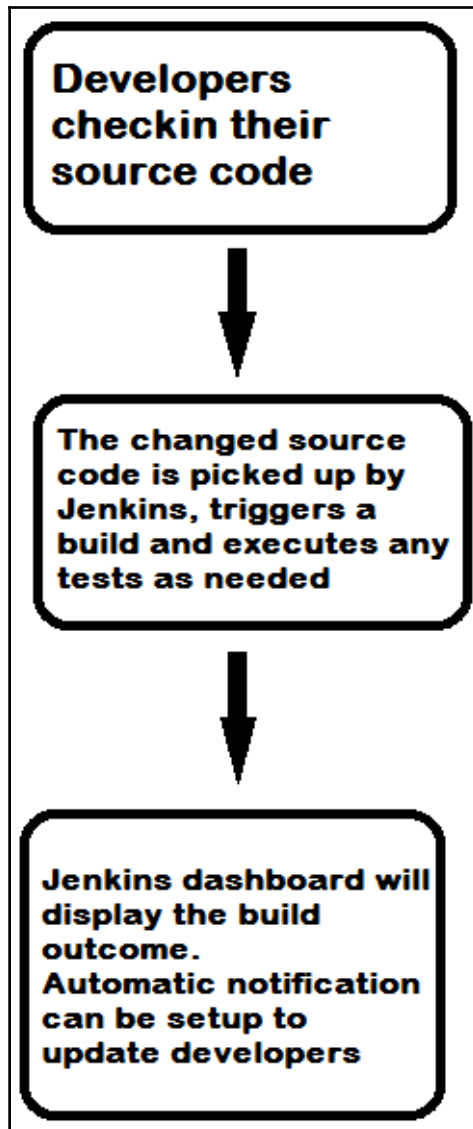 Developers
checkin their
source code
The changed source
code is picked up by
Jenkins, triggers a
build and executes any
tests as needed
Jenkins dashboard will
display the build
outcome.
Automatic notification
can be setup to
update developers